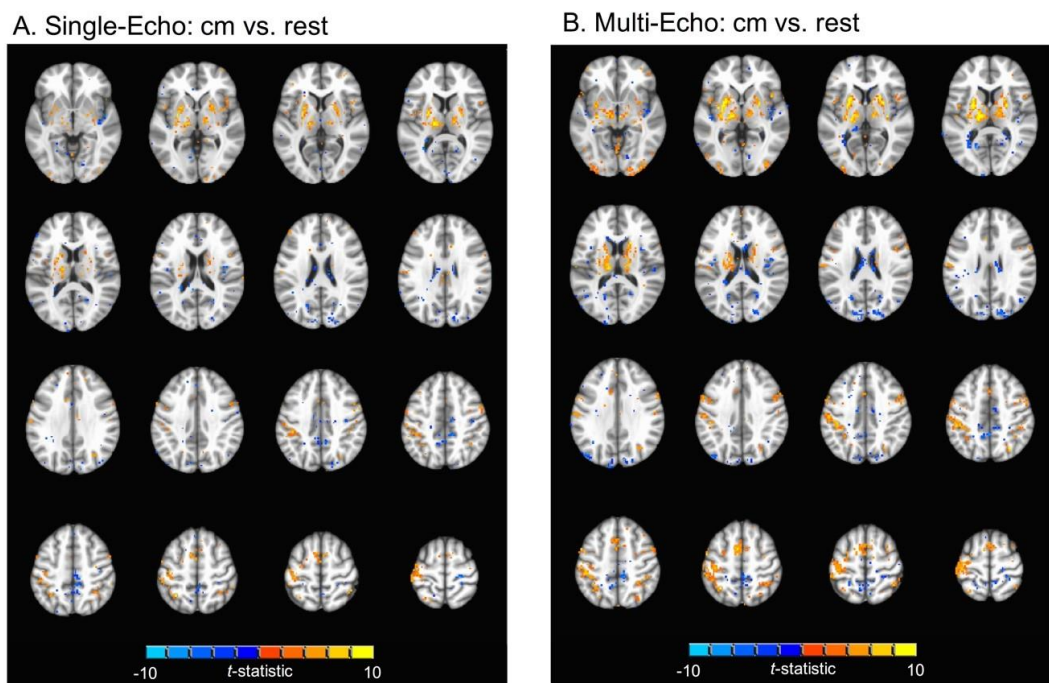 A. Single-Echo: cm vs. rest
-10 t-statistic 10
B. Multi-Echo: cm vs. rest
-10 t-statistic 10